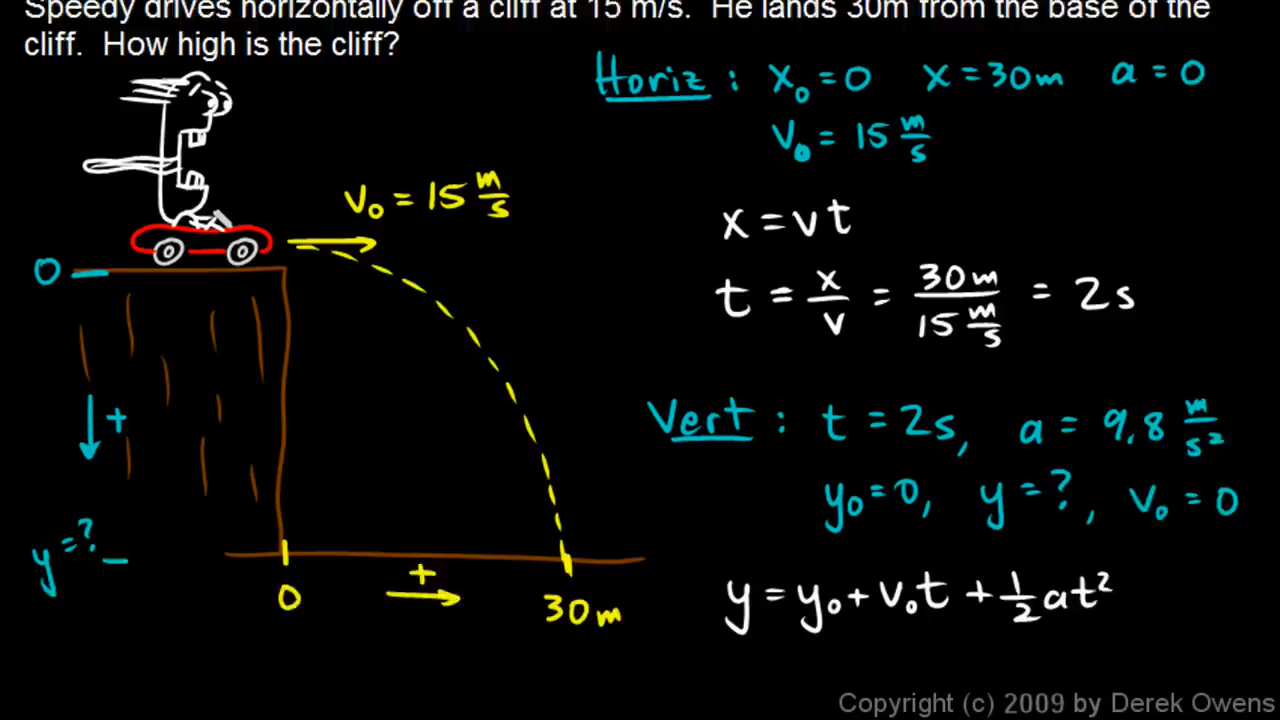 Speedy drives horizontally off a cliff at 15 m/s. He lands 30m from the base of the
cliff. How high is the cliff?
Horiz : x₀ = 0 x = 30m a = 0
v₀ = 15 m/s
v₀ = 15 m/s
x = vt
0
t = x/v = 30m / 15 m/s = 2s
+
Vert : t = 2s, a = 9.8 m/s²
y₀ = 0, y = ?, v₀ = 0
y = ?
0
+
30m
y = y₀ + v₀t + ½at²
Copyright (c) 2009 by Derek Owens